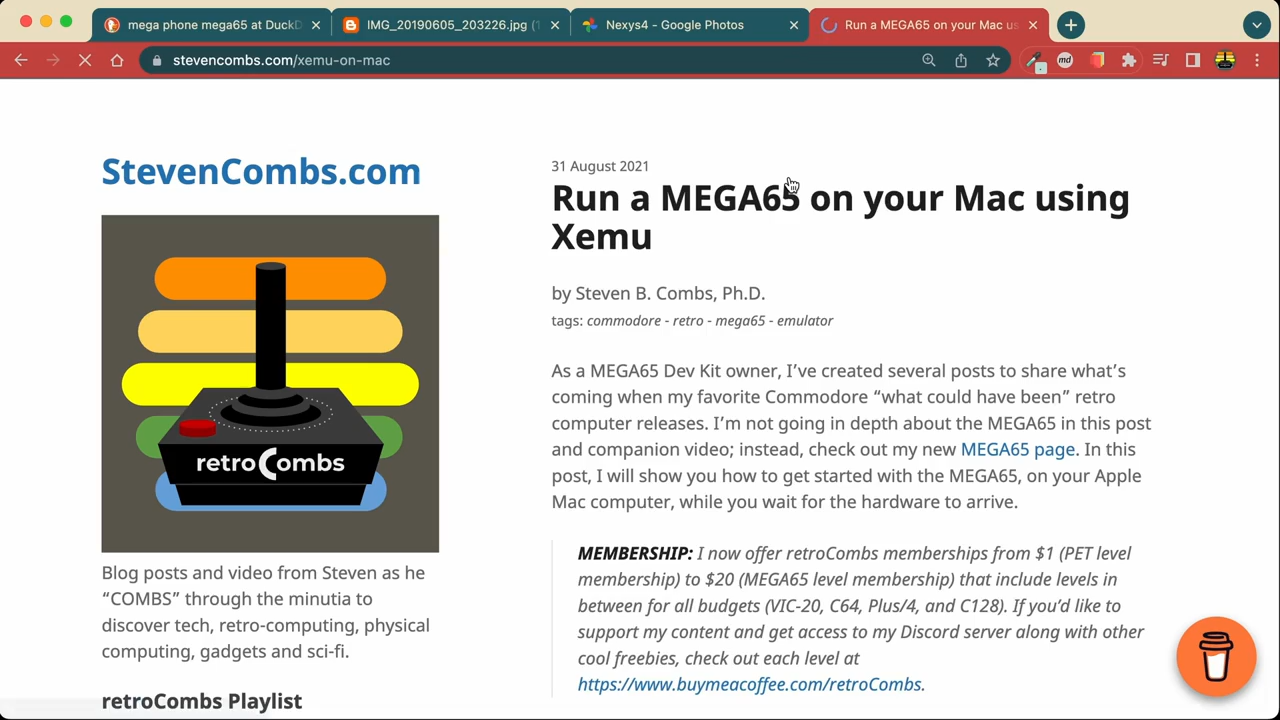 mega phone mega65 at DuckD
IMG_20190605_203226.jpg (1
Nexys4 - Google Photos
Run a MEGA65 on your Mac us
stevencombs.com/xemu-on-mac
md
StevenCombs.com
retroCombs
Blog posts and video from Steven as he
“COMBS” through the minutia to
discover tech, retro-computing, physical
computing, gadgets and sci-fi.
retroCombs Playlist
31 August 2021
Run a MEGA65 on your Mac using
Xemu
by Steven B. Combs, Ph.D.
tags: commodore - retro - mega65 - emulator
As a MEGA65 Dev Kit owner, I’ve created several posts to share what’s
coming when my favorite Commodore “what could have been” retro
computer releases. I’m not going in depth about the MEGA65 in this post
and companion video; instead, check out my new MEGA65 page. In this
post, I will show you how to get started with the MEGA65, on your Apple
Mac computer, while you wait for the hardware to arrive.
MEMBERSHIP: I now offer retroCombs memberships from $1 (PET level
membership) to $20 (MEGA65 level membership) that include levels in
between for all budgets (VIC-20, C64, Plus/4, and C128). If you’d like to
support my content and get access to my Discord server along with other
cool freebies, check out each level at
https://www.buymeacoffee.com/retroCombs.